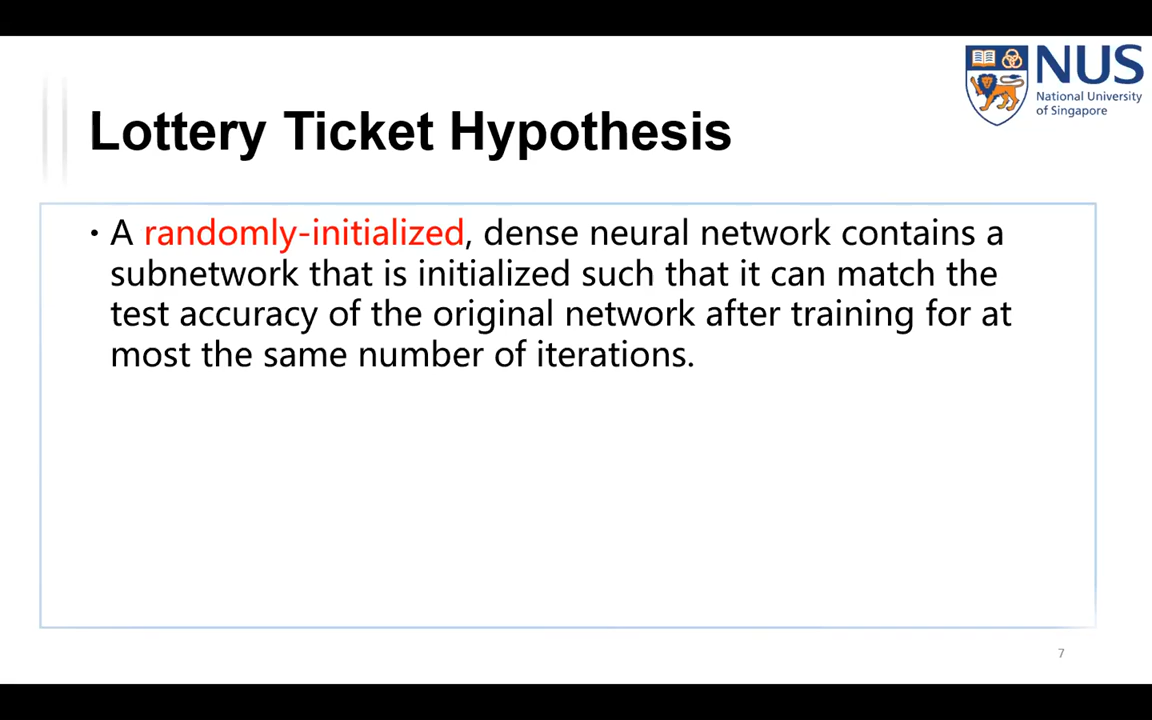 NUS
National University
of Singapore
Lottery Ticket Hypothesis
• A randomly-initialized, dense neural network contains a
subnetwork that is initialized such that it can match the
test accuracy of the original network after training for at
most the same number of iterations.
7